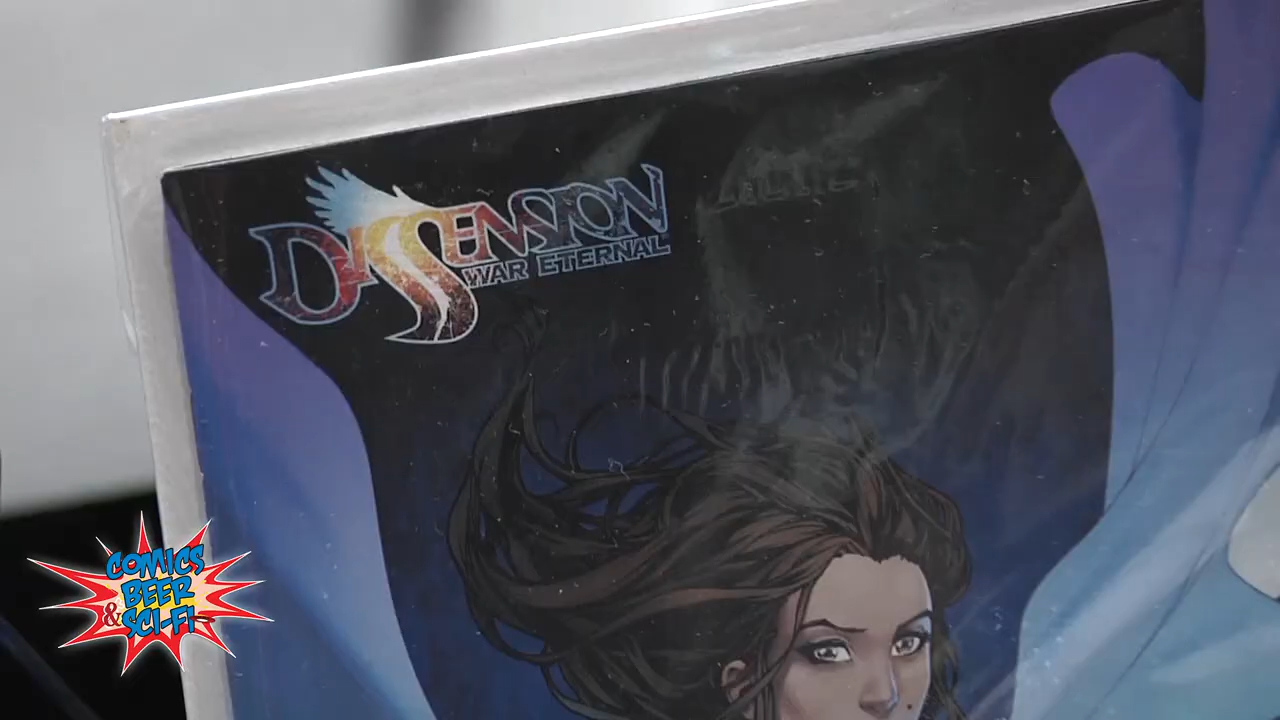 DISSENSION
WAR ETERNAL
COMICS
BEER
& SCI-FI